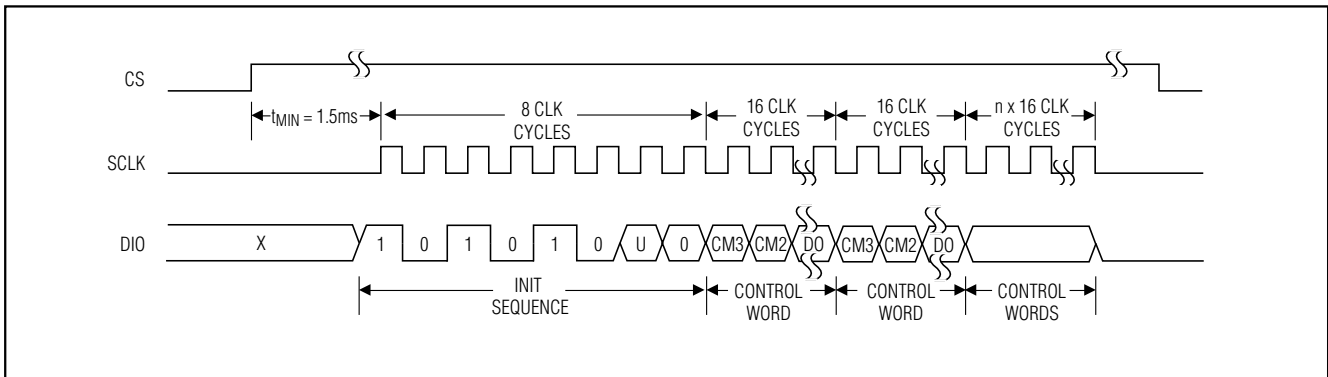 CS
tMIN = 1.5ms
8 CLK
CYCLES
16 CLK
CYCLES
16 CLK
CYCLES
n x 16 CLK
CYCLES
SCLK
DIO
X 1 0 1 0 1 0 U 0 CM3 CM2 D0 CM3 CM2 D0
INIT
SEQUENCE
CONTROL
WORD
CONTROL
WORD
CONTROL
WORDS